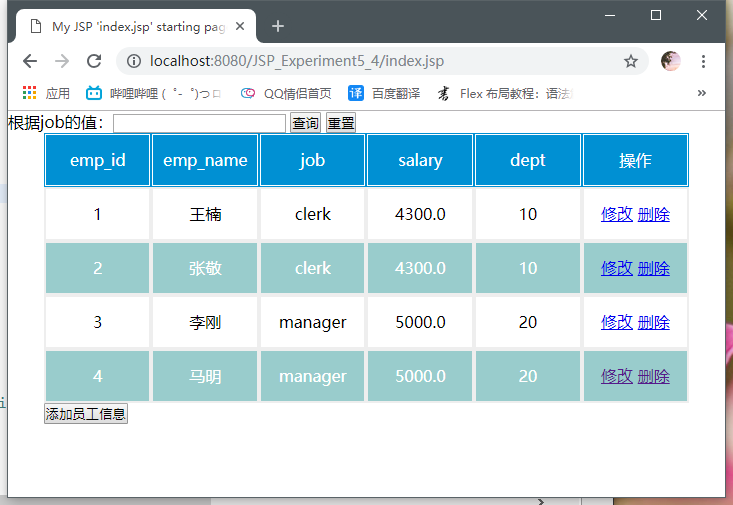 My JSP 'index.jsp' starting pag
localhost:8080/JSP_Experiment5_4/index.jsp
应用 哔哩哔哩 ( ゜- ゜)つロ QQ情侣首页 百度翻译 Flex 布局教程：语法
根据job的值： 查询 重置
emp_id emp_name job salary dept 操作
1 王楠 clerk 4300.0 10 修改 删除
2 张敬 clerk 4300.0 10 修改 删除
3 李刚 manager 5000.0 20 修改 删除
4 马明 manager 5000.0 20 修改 删除
添加员工信息